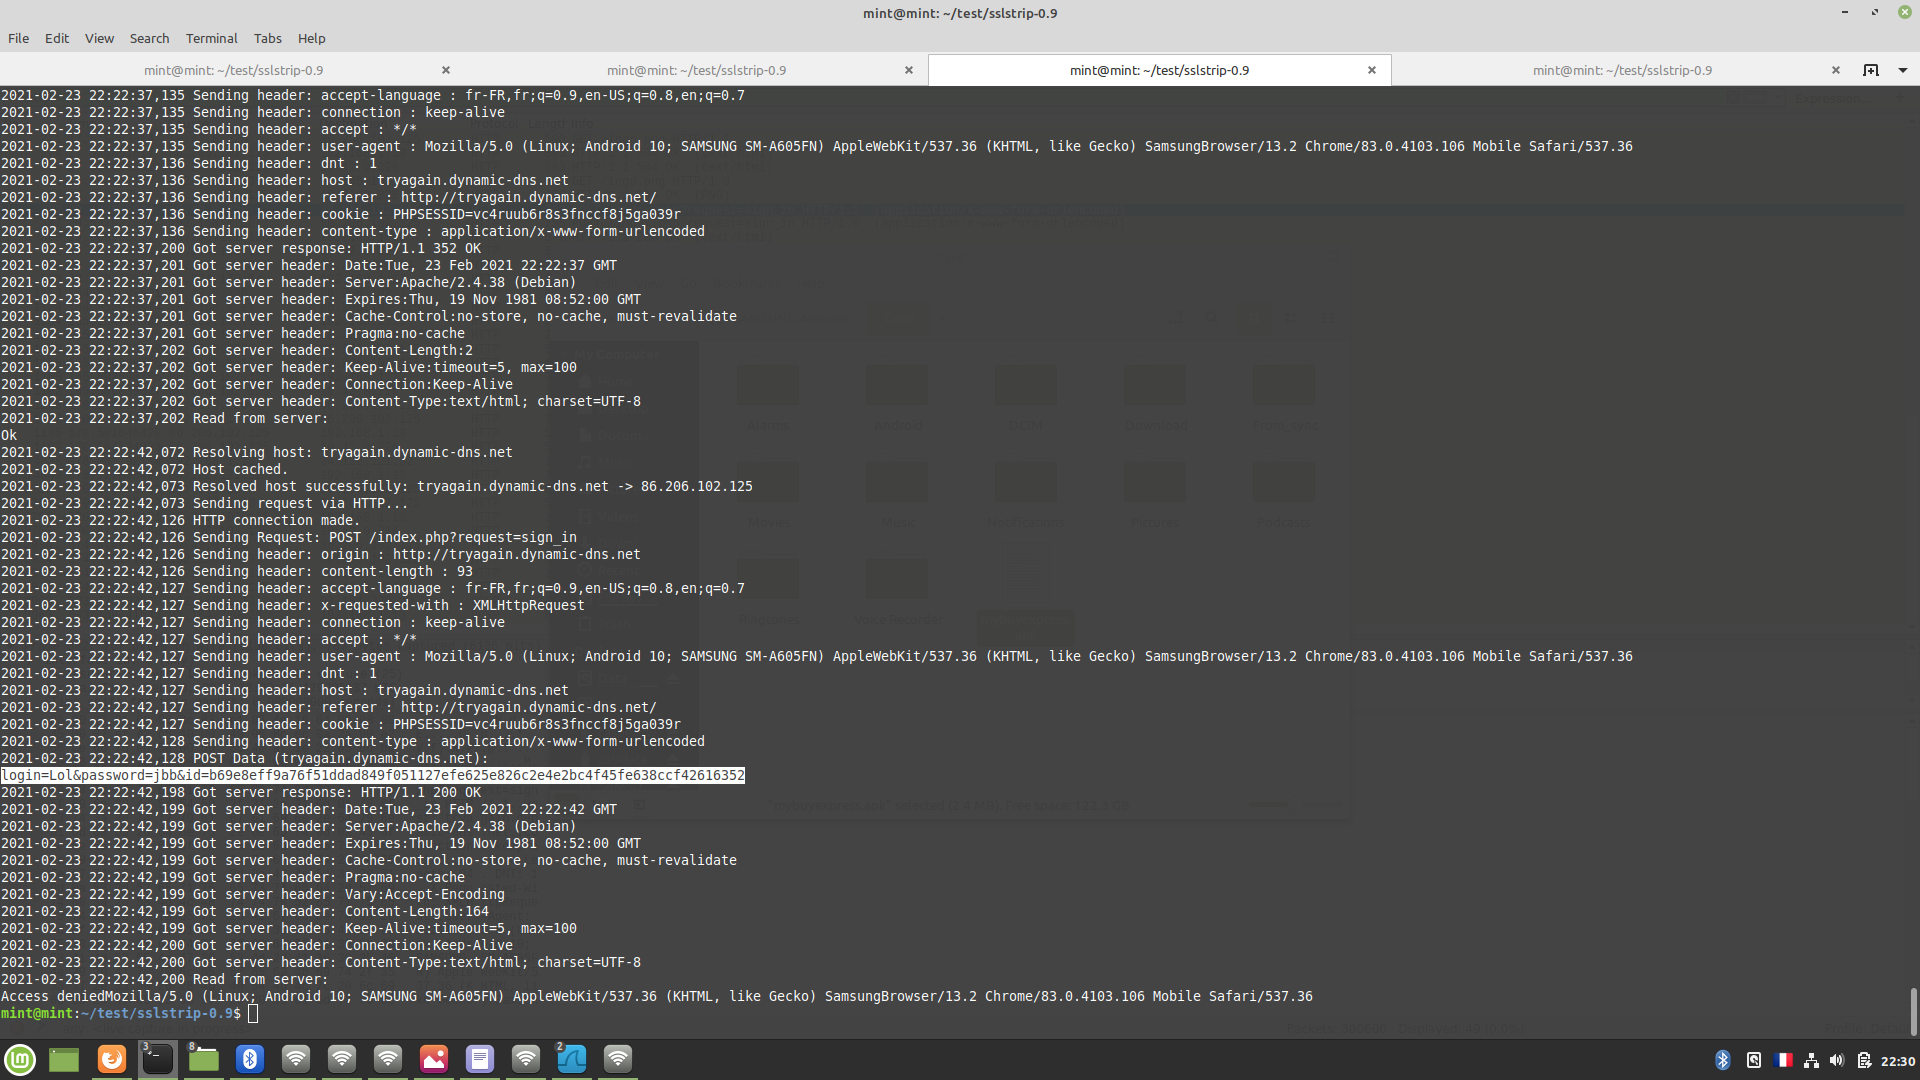 mint@mint: ~/test/sslstrip-0.9
File Edit View Search Terminal Tabs Help
mint@mint: ~/test/sslstrip-0.9 mint@mint: ~/test/sslstrip-0.9 mint@mint: ~/test/sslstrip-0.9 mint@mint: ~/test/sslstrip-0.9
2021-02-23 22:22:37,135 Sending header: accept-language : fr-FR,fr;q=0.9,en-US;q=0.8,en;q=0.7
2021-02-23 22:22:37,135 Sending header: connection : keep-alive
2021-02-23 22:22:37,135 Sending header: accept : */*
2021-02-23 22:22:37,135 Sending header: user-agent : Mozilla/5.0 (Linux; Android 10; SAMSUNG SM-A605FN) AppleWebKit/537.36 (KHTML, like Gecko) SamsungBrowser/13.2 Chrome/83.0.4103.106 Mobile Safari/537.36
2021-02-23 22:22:37,136 Sending header: dnt : 1
2021-02-23 22:22:37,136 Sending header: host : tryagain.dynamic-dns.net
2021-02-23 22:22:37,136 Sending header: referer : http://tryagain.dynamic-dns.net/
2021-02-23 22:22:37,136 Sending header: cookie : PHPSESSID=vc4ruub6r8s3fnccf8j5ga039r
2021-02-23 22:22:37,136 Sending header: content-type : application/x-www-form-urlencoded
2021-02-23 22:22:37,200 Got server response: HTTP/1.1 352 OK
2021-02-23 22:22:37,201 Got server header: Date:Tue, 23 Feb 2021 22:22:37 GMT
2021-02-23 22:22:37,201 Got server header: Server:Apache/2.4.38 (Debian)
2021-02-23 22:22:37,201 Got server header: Expires:Thu, 19 Nov 1981 08:52:00 GMT
2021-02-23 22:22:37,201 Got server header: Cache-Control:no-store, no-cache, must-revalidate
2021-02-23 22:22:37,201 Got server header: Pragma:no-cache
2021-02-23 22:22:37,202 Got server header: Content-Length:2
2021-02-23 22:22:37,202 Got server header: Keep-Alive:timeout=5, max=100
2021-02-23 22:22:37,202 Got server header: Connection:Keep-Alive
2021-02-23 22:22:37,202 Got server header: Content-Type:text/html; charset=UTF-8
2021-02-23 22:22:37,202 Read from server:
Ok
2021-02-23 22:22:42,072 Resolving host: tryagain.dynamic-dns.net
2021-02-23 22:22:42,072 Host cached.
2021-02-23 22:22:42,073 Resolved host successfully: tryagain.dynamic-dns.net -> 86.206.102.125
2021-02-23 22:22:42,073 Sending request via HTTP...
2021-02-23 22:22:42,126 HTTP connection made.
2021-02-23 22:22:42,126 Sending Request: POST /index.php?request=sign_in
2021-02-23 22:22:42,126 Sending header: origin : http://tryagain.dynamic-dns.net
2021-02-23 22:22:42,126 Sending header: content-length : 93
2021-02-23 22:22:42,127 Sending header: accept-language : fr-FR,fr;q=0.9,en-US;q=0.8,en;q=0.7
2021-02-23 22:22:42,127 Sending header: x-requested-with : XMLHttpRequest
2021-02-23 22:22:42,127 Sending header: connection : keep-alive
2021-02-23 22:22:42,127 Sending header: accept : */*
2021-02-23 22:22:42,127 Sending header: user-agent : Mozilla/5.0 (Linux; Android 10; SAMSUNG SM-A605FN) AppleWebKit/537.36 (KHTML, like Gecko) SamsungBrowser/13.2 Chrome/83.0.4103.106 Mobile Safari/537.36
2021-02-23 22:22:42,127 Sending header: dnt : 1
2021-02-23 22:22:42,127 Sending header: host : tryagain.dynamic-dns.net
2021-02-23 22:22:42,127 Sending header: referer : http://tryagain.dynamic-dns.net/
2021-02-23 22:22:42,127 Sending header: cookie : PHPSESSID=vc4ruub6r8s3fnccf8j5ga039r
2021-02-23 22:22:42,128 Sending header: content-type : application/x-www-form-urlencoded
2021-02-23 22:22:42,128 POST Data (tryagain.dynamic-dns.net):
login=Lol&password=jbb&id=b69e8eff9a76f51ddad849f051127efe625e826c2e4e2bc4f45fe638ccf42616352
2021-02-23 22:22:42,198 Got server response: HTTP/1.1 200 OK
2021-02-23 22:22:42,199 Got server header: Date:Tue, 23 Feb 2021 22:22:42 GMT
2021-02-23 22:22:42,199 Got server header: Server:Apache/2.4.38 (Debian)
2021-02-23 22:22:42,199 Got server header: Expires:Thu, 19 Nov 1981 08:52:00 GMT
2021-02-23 22:22:42,199 Got server header: Cache-Control:no-store, no-cache, must-revalidate
2021-02-23 22:22:42,199 Got server header: Pragma:no-cache
2021-02-23 22:22:42,199 Got server header: Vary:Accept-Encoding
2021-02-23 22:22:42,199 Got server header: Content-Length:164
2021-02-23 22:22:42,199 Got server header: Keep-Alive:timeout=5, max=100
2021-02-23 22:22:42,200 Got server header: Connection:Keep-Alive
2021-02-23 22:22:42,200 Got server header: Content-Type:text/html; charset=UTF-8
2021-02-23 22:22:42,200 Read from server:
Access deniedMozilla/5.0 (Linux; Android 10; SAMSUNG SM-A605FN) AppleWebKit/537.36 (KHTML, like Gecko) SamsungBrowser/13.2 Chrome/83.0.4103.106 Mobile Safari/537.36
mint@mint:~/test/sslstrip-0.9$
3 8 2 22:30